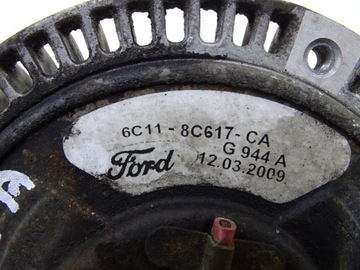 6C11 - 8C617 - CA
G 944 A
Ford
12.03.2009